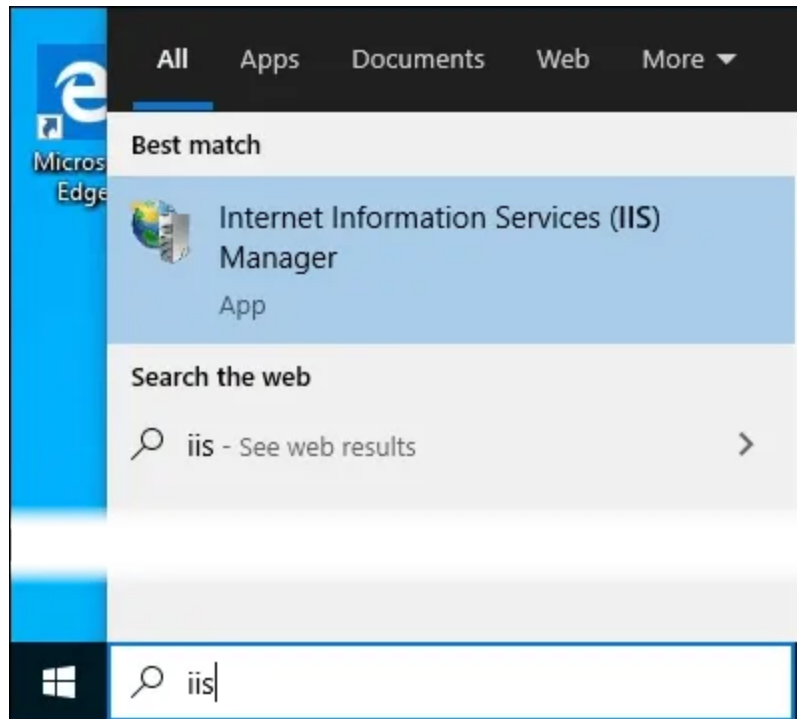 All Apps Documents Web More
Micros
Edge
Best match
Internet Information Services (IIS)
Manager
App
Search the web
iis - See web results
iis